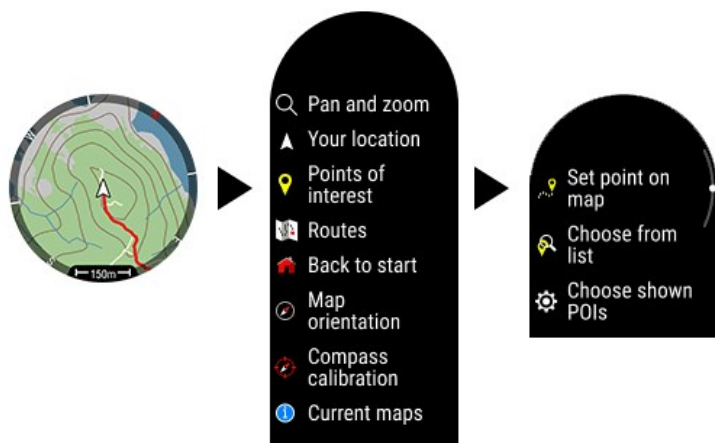 150m
Pan and zoom
Your location
Points of
interest
Routes
Back to start
Map
orientation
Compass
calibration
Current maps
Set point on
map
Choose from
list
Choose shown
POIs